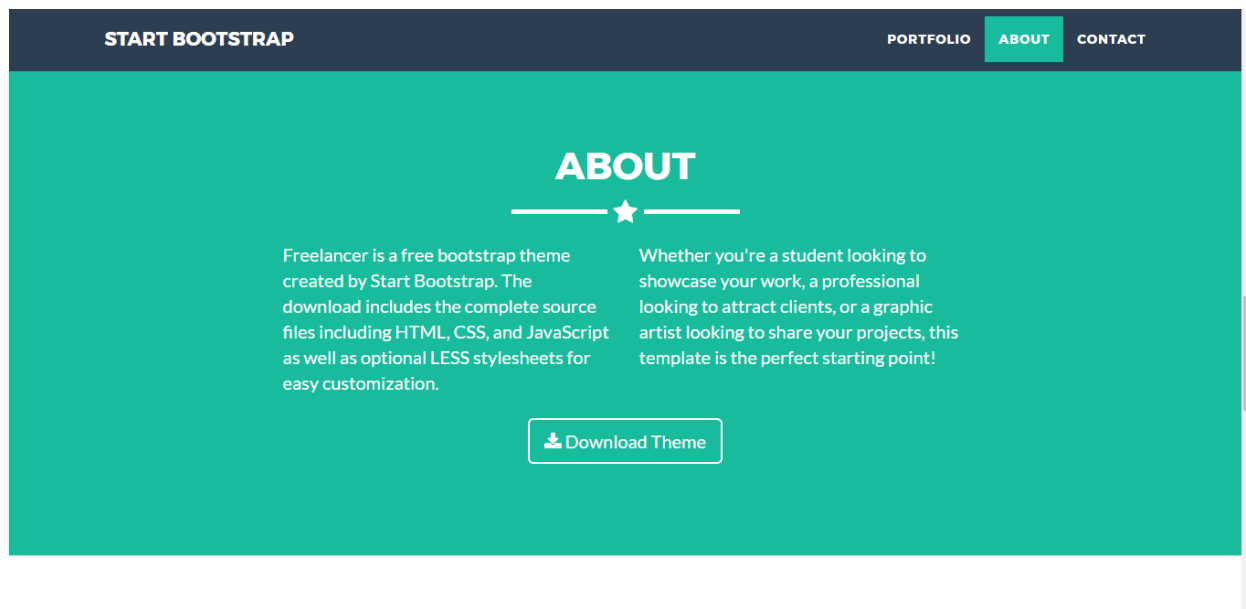 START BOOTSTRAP
PORTFOLIO
ABOUT
CONTACT
ABOUT
Freelancer is a free bootstrap theme
created by Start Bootstrap. The
download includes the complete source
files including HTML, CSS, and JavaScript
as well as optional LESS stylesheets for
easy customization.
Whether you're a student looking to
showcase your work, a professional
looking to attract clients, or a graphic
artist looking to share your projects, this
template is the perfect starting point!
Download Theme